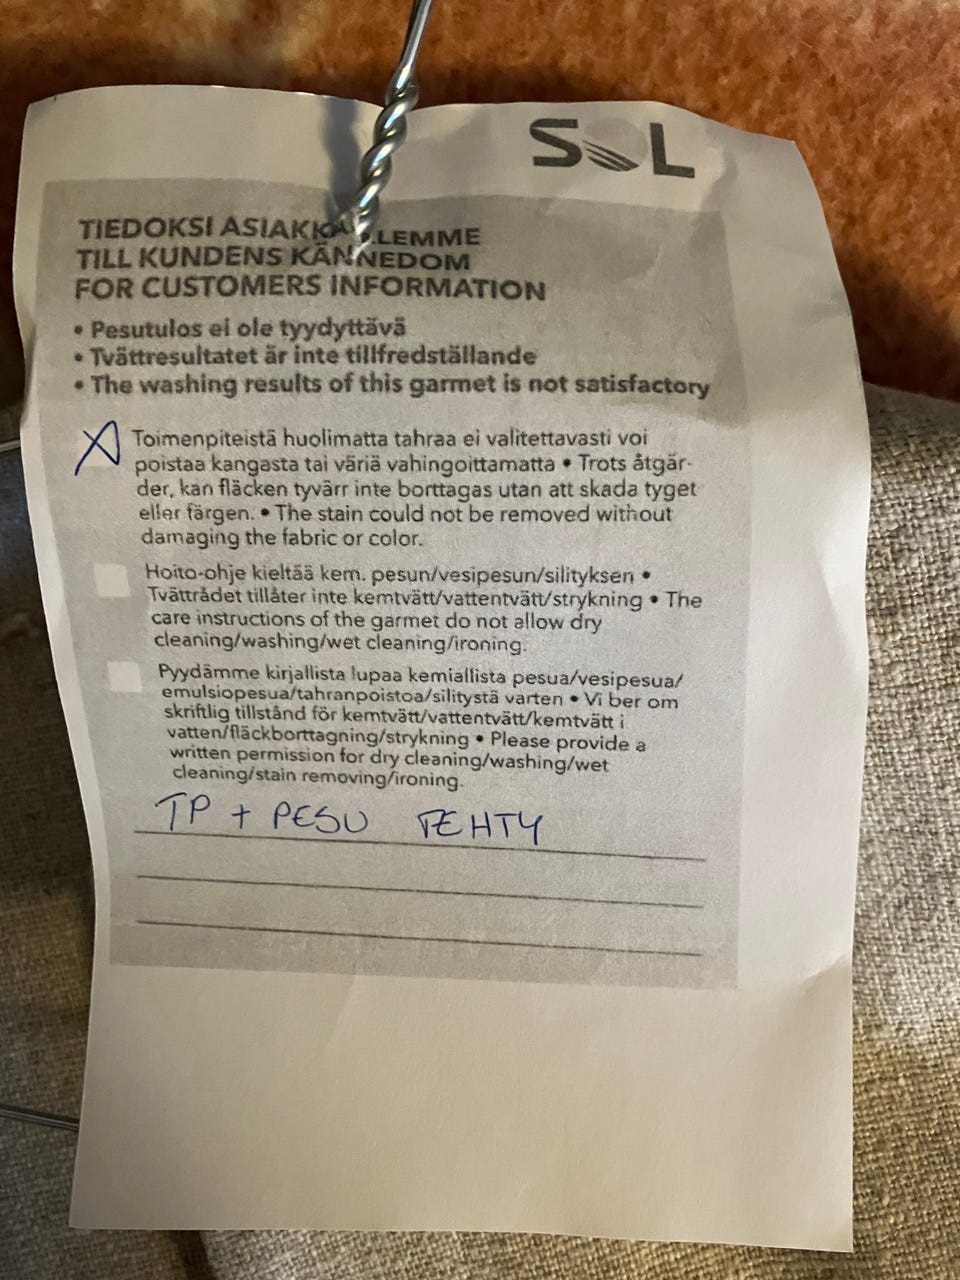 SOL
TIEDOKSI ASIAKKA LLEMME
TILL KUNDENS KÄNNEDOM
FOR CUSTOMERS INFORMATION
• Pesutulos ei ole tyydyttävä
• Tvättresultatet är inte tillfredställande
• The washing results of this garmet is not satisfactory
X Toimenpiteistä huolimatta tahraa ei valitettavasti voi
poistaa kangasta tai väriä vahingoittamatta • Trots åtgär-
der, kan fläcken tyvärr inte borttagas utan att skada tyget
eller färgen. • The stain could not be removed without
damaging the fabric or color.
Hoito-ohje kieltää kem. pesun/vesipesun/silityksen •
Tvättrådet tillåter inte kemtvätt/vattentvätt/strykning • The
care instructions of the garmet do not allow dry
cleaning/washing/wet cleaning/ironing.
Pyydämme kirjallista lupaa kemiallista pesua/vesipesua/
emulsiopesua/tahranpoistoa/silitystä varten • Vi ber om
skriftlig tillstånd för kemtvätt/vattentvätt/kemtvätt i
vatten/fläckborttagning/strykning • Please provide a
written permission for dry cleaning/washing/wet
cleaning/stain removing/ironing.
TP + PESU TEHTY